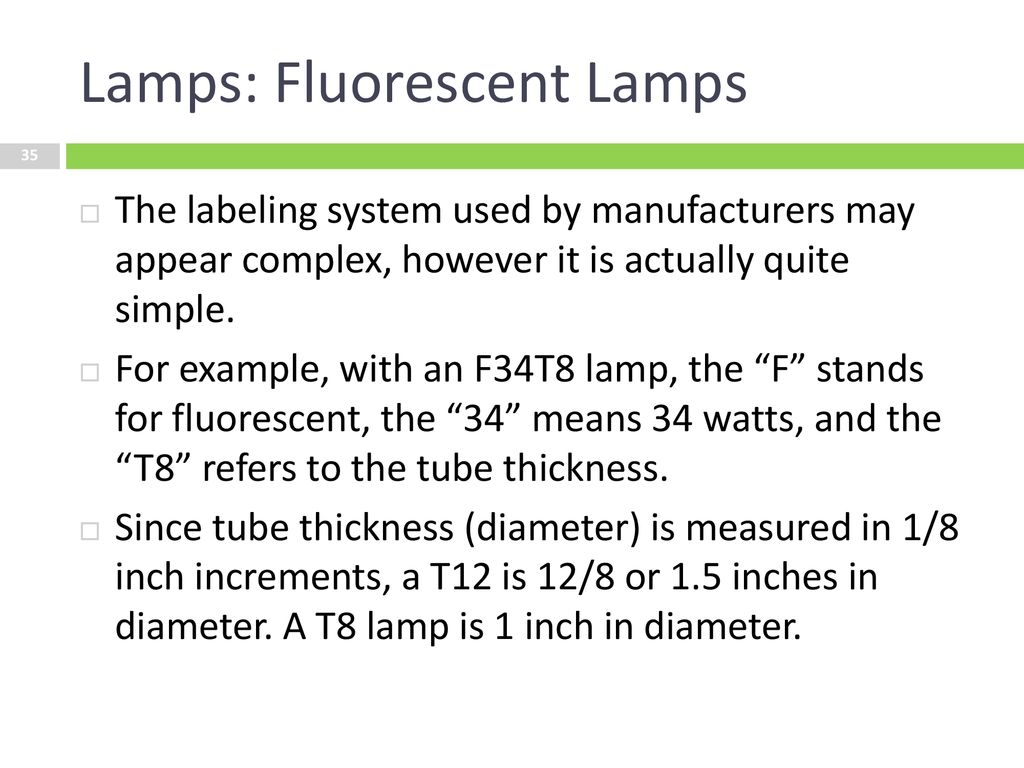 Lamps: Fluorescent Lamps
35
The labeling system used by manufacturers may
appear complex, however it is actually quite
simple.
For example, with an F34T8 lamp, the “F” stands
for fluorescent, the “34” means 34 watts, and the
“T8” refers to the tube thickness.
Since tube thickness (diameter) is measured in 1/8
inch increments, a T12 is 12/8 or 1.5 inches in
diameter. A T8 lamp is 1 inch in diameter.